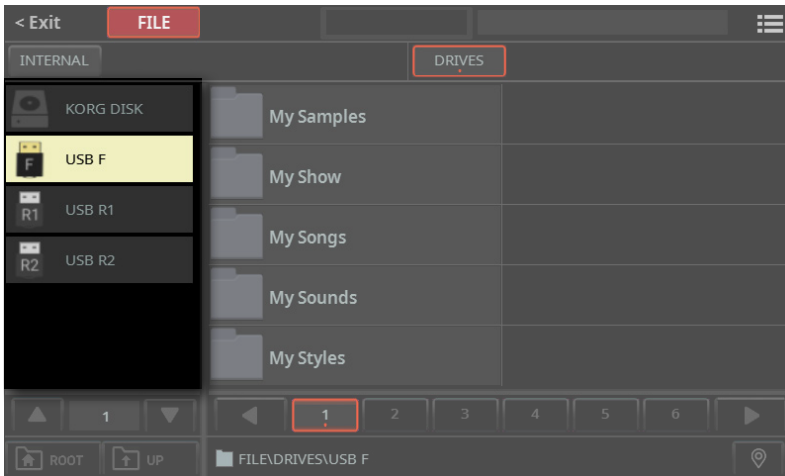 < Exit
FILE
INTERNAL
DRIVES
KORG DISK
F
USB F
R1
USB R1
R2
USB R2
My Samples
My Show
My Songs
My Sounds
My Styles
1
1
2
3
4
5
6
ROOT
UP
FILE\DRIVES\USB F